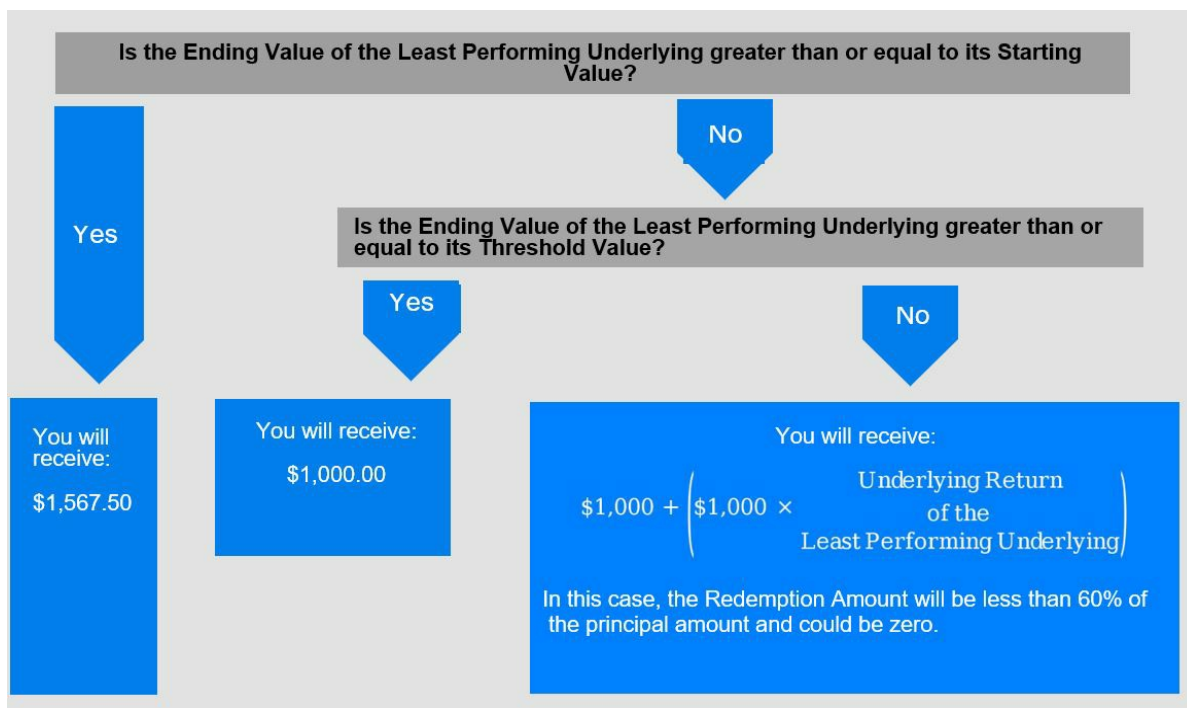 Is the Ending Value of the Least Performing Underlying greater than or equal to its Starting
Value?
Yes
No
Is the Ending Value of the Least Performing Underlying greater than or
equal to its Threshold Value?
Yes
No
You will
receive:
$1,567.50
You will receive:
$1,000.00
You will receive:
$1,000 + ($1,000 × Underlying Return
of the
Least Performing Underlying)
In this case, the Redemption Amount will be less than 60% of
the principal amount and could be zero.